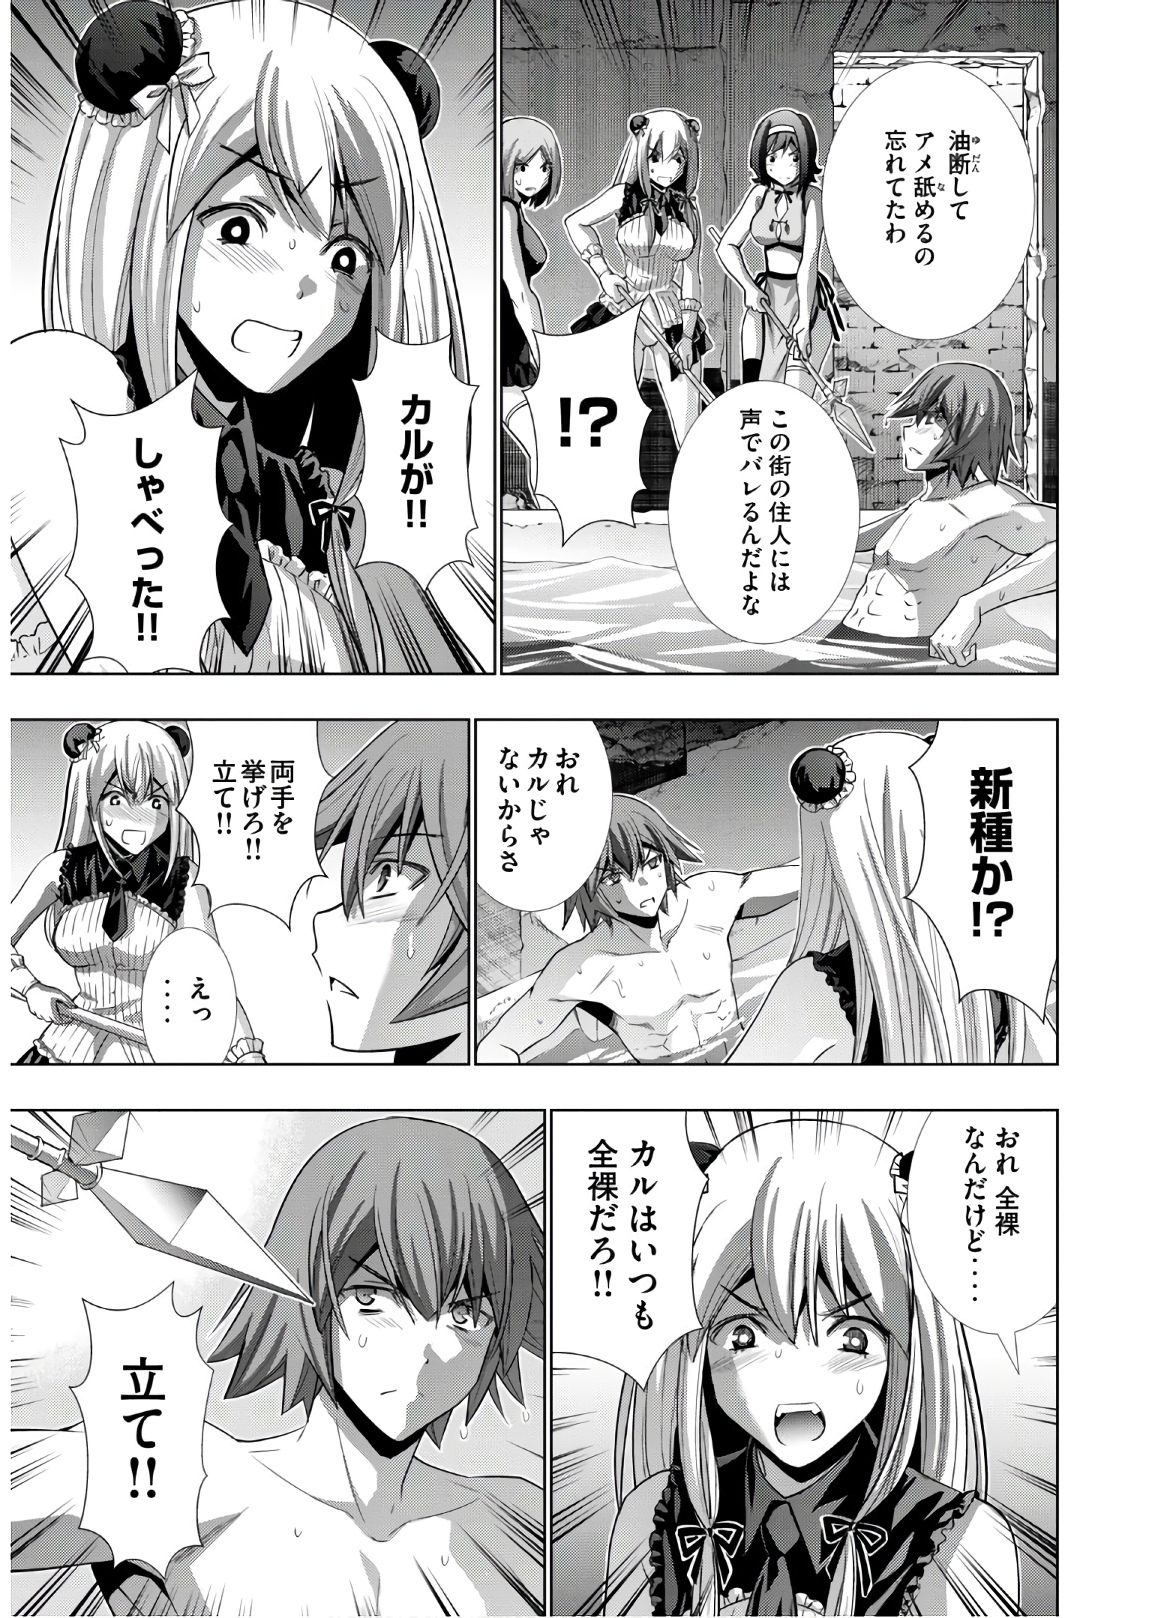 油断して
アメ舐めるの
忘れてたわ
ゆだん
な
この街の住人には
声でバレるんだよな
!?
カルが!!
しゃべった!!
新種か!?
おれ
カルじゃ
ないからさ
両手を
挙げろ!!
立て!!
えっ
‥‥
おれ 全裸
なんだけど‥‥
カルはいつも
全裸だろ!!
立て!!